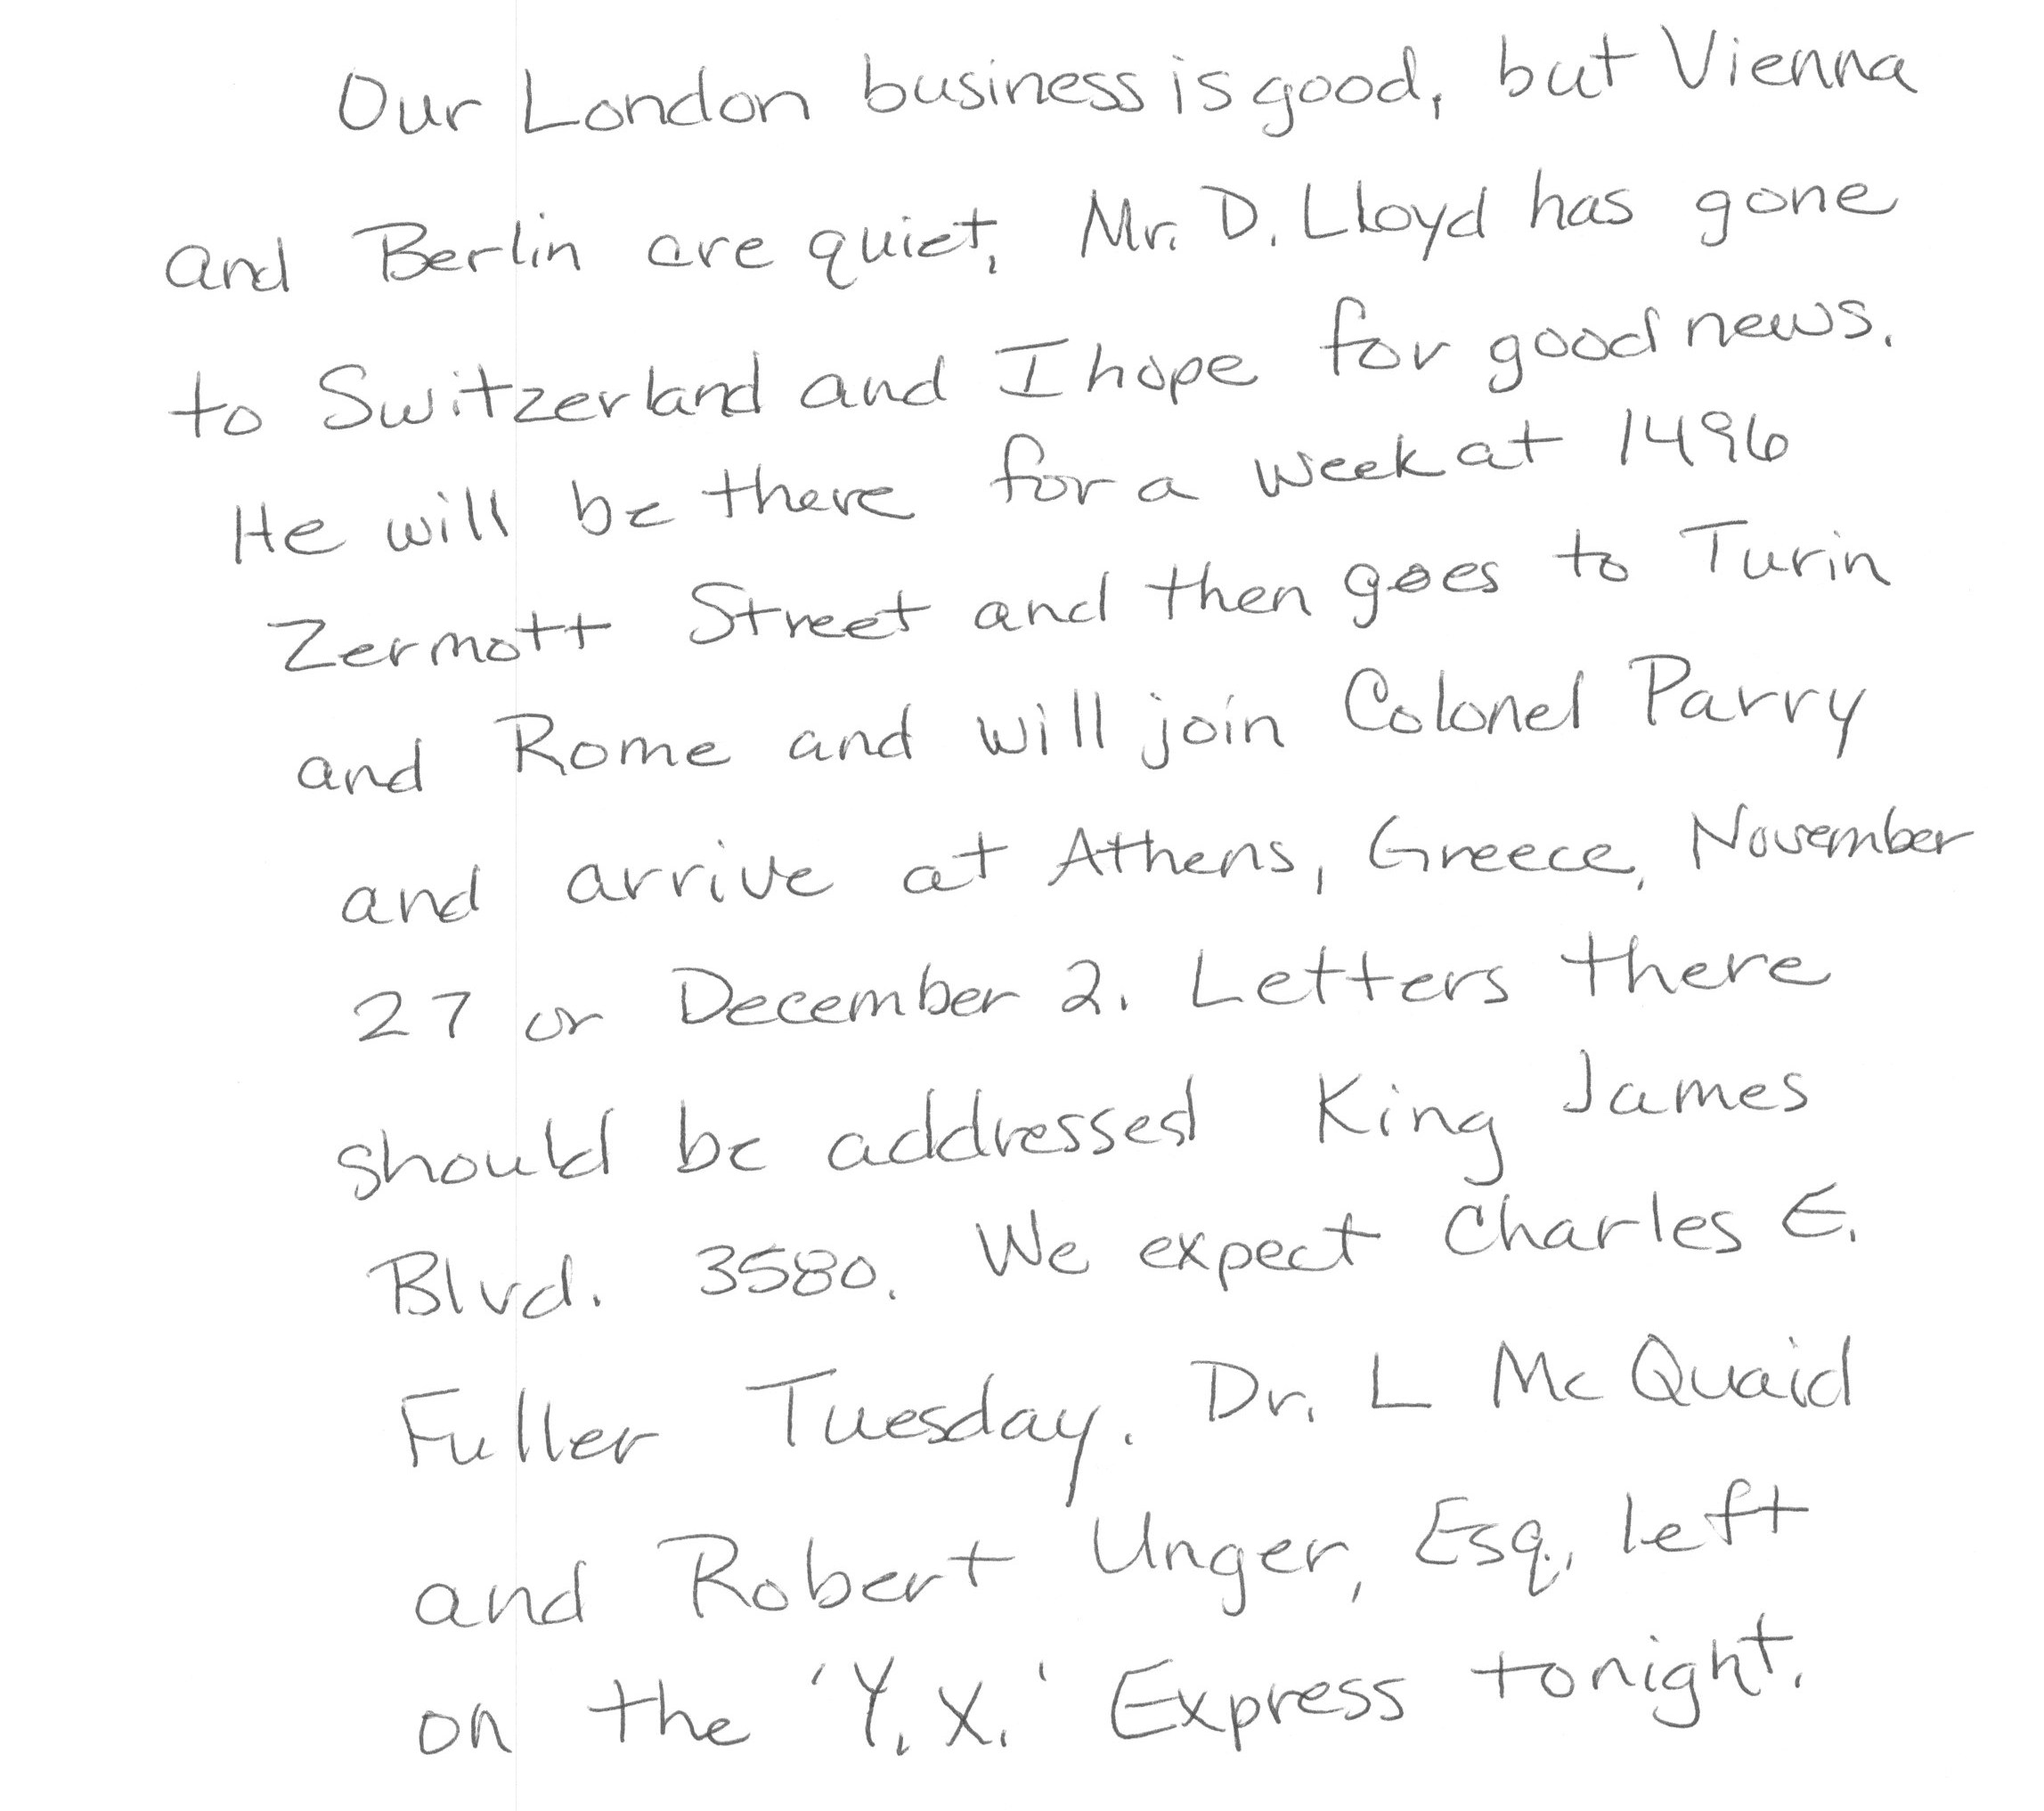 Our London business is good, but Vienna
and Berlin are quiet. Mr. D. Lloyd has gone
to Switzerland and I hope for good news.
He will be there for a week at 1496
Zermott Street and then goes to Turin
and Rome and will join Colonel Parry
and arrive at Athens, Greece, November
27 or December 2. Letters there
should be addressed King James
Blvd. 3580. We expect Charles E.
Fuller Tuesday. Dr. L McQuaid
and Robert Unger, Esq., left
on the 'Y.X.' Express tonight.